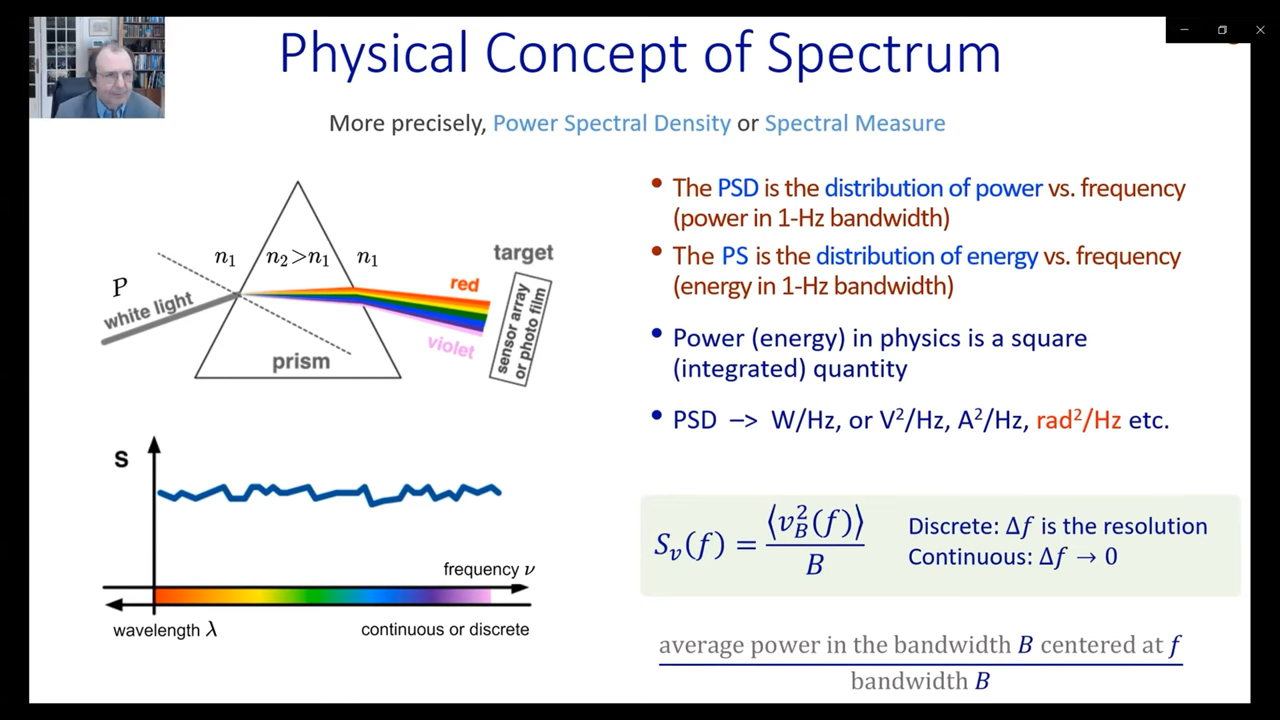 Physical Concept of Spectrum
More precisely, Power Spectral Density or Spectral Measure
n₁
n₂>n₁
n₁
target
P
white light
red
violet
prism
sensor array
or photo film
S
frequency ν
wavelength λ
continuous or discrete
• The PSD is the distribution of power vs. frequency
(power in 1-Hz bandwidth)
• The PS is the distribution of energy vs. frequency
(energy in 1-Hz bandwidth)
• Power (energy) in physics is a square
(integrated) quantity
• PSD –> W/Hz, or V²/Hz, A²/Hz, rad²/Hz etc.
Sᵥ(f) = ⟨v_B²(f)⟩ / B
Discrete: Δf is the resolution
Continuous: Δf → 0
average power in the bandwidth B centered at f
bandwidth B